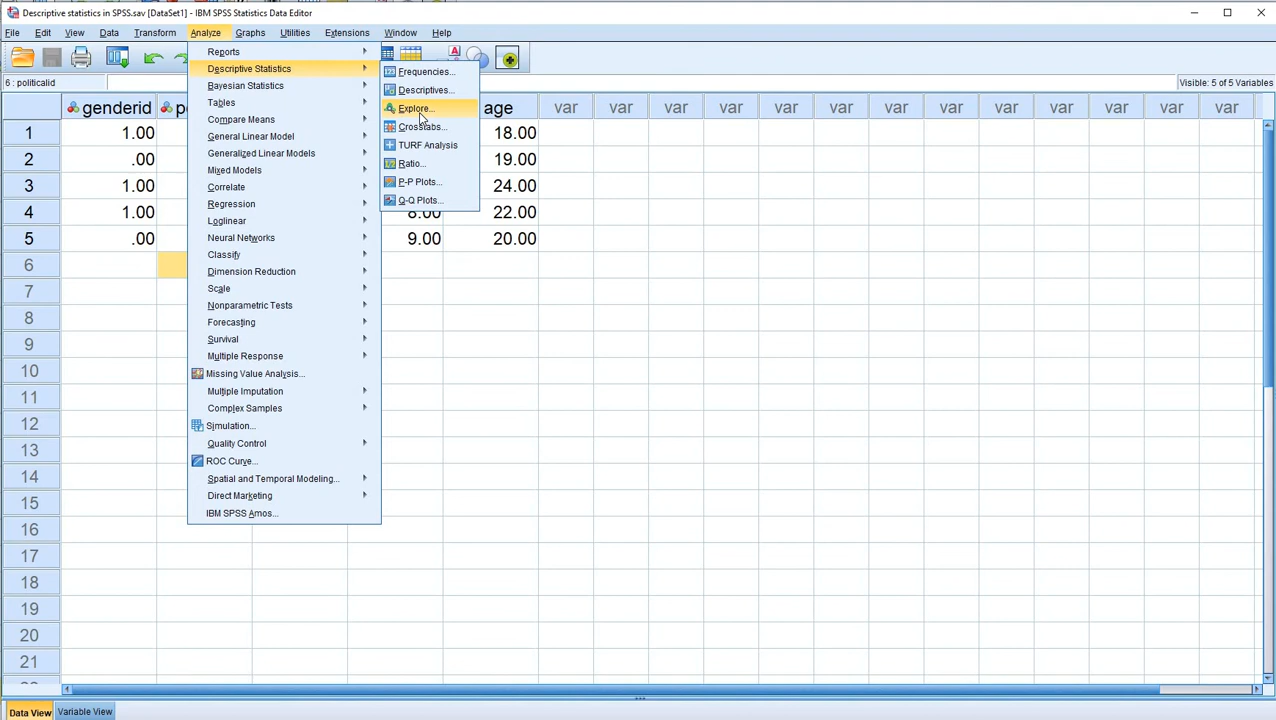 Descriptive statistics in SPSS.sav [DataSet1] - IBM SPSS Statistics Data Editor
File Edit View Data Transform Analyze Graphs Utilities Extensions Window Help
6 : politicalid
Visible: 5 of 5 Variables
genderid po age var var var var var var var var var var var var var
1 1.00 18.00
2 .00 19.00
3 1.00 24.00
4 1.00 8.00 22.00
5 .00 9.00 20.00
6
7
8
9
10
11
12
13
14
15
16
17
18
19
20
21
Reports
Descriptive Statistics
Bayesian Statistics
Tables
Compare Means
General Linear Model
Generalized Linear Models
Mixed Models
Correlate
Regression
Loglinear
Neural Networks
Classify
Dimension Reduction
Scale
Nonparametric Tests
Forecasting
Survival
Multiple Response
Missing Value Analysis...
Multiple Imputation
Complex Samples
Simulation...
Quality Control
ROC Curve...
Spatial and Temporal Modeling...
Direct Marketing
IBM SPSS Amos...
Frequencies...
Descriptives...
Explore...
Crosstabs...
TURF Analysis
Ratio...
P-P Plots...
Q-Q Plots...
Data View Variable View